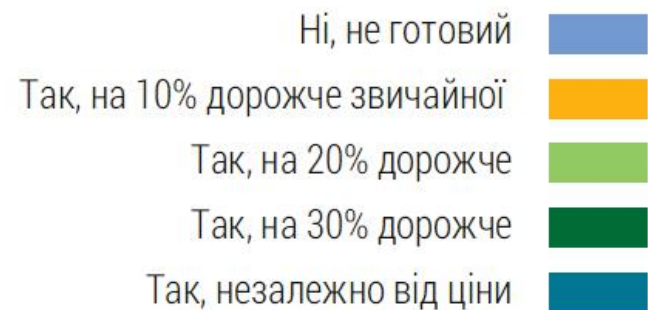 Ні, не готовий
Так, на 10% дорожче звичайної
Так, на 20% дорожче
Так, на 30% дорожче
Так, незалежно від ціни